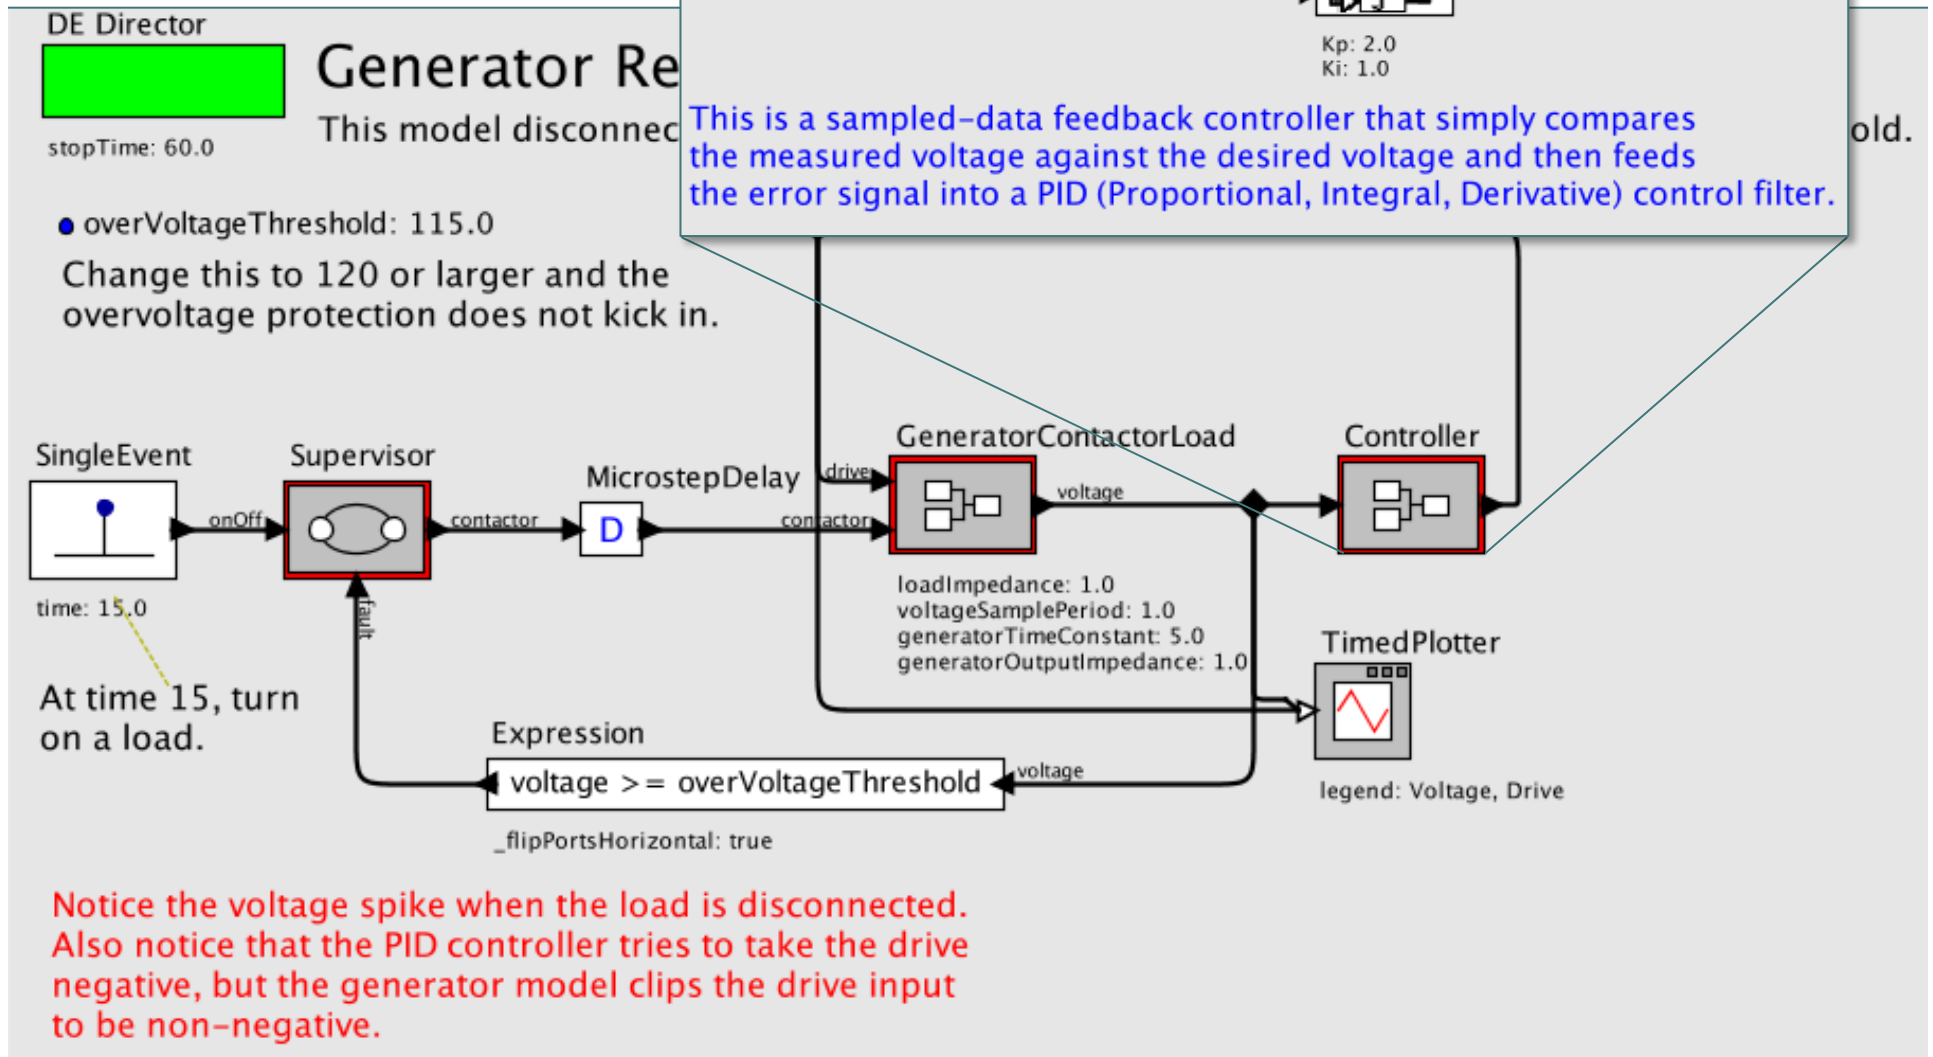 DE Director
Generator Re
This model disconnec
old.
stopTime: 60.0
Kp: 2.0
Ki: 1.0
This is a sampled-data feedback controller that simply compares
the measured voltage against the desired voltage and then feeds
the error signal into a PID (Proportional, Integral, Derivative) control filter.
overVoltageThreshold: 115.0
Change this to 120 or larger and the
overvoltage protection does not kick in.
SingleEvent
onOff
time: 15.0
At time 15, turn
on a load.
Supervisor
contactor
fault
MicrostepDelay
D
drive
contactor
GeneratorContactorLoad
voltage
loadImpedance: 1.0
voltageSamplePeriod: 1.0
generatorTimeConstant: 5.0
generatorOutputImpedance: 1.0
Controller
TimedPlotter
legend: Voltage, Drive
Expression
voltage >= overVoltageThreshold
voltage
_flipPortsHorizontal: true
Notice the voltage spike when the load is disconnected.
Also notice that the PID controller tries to take the drive
negative, but the generator model clips the drive input
to be non-negative.